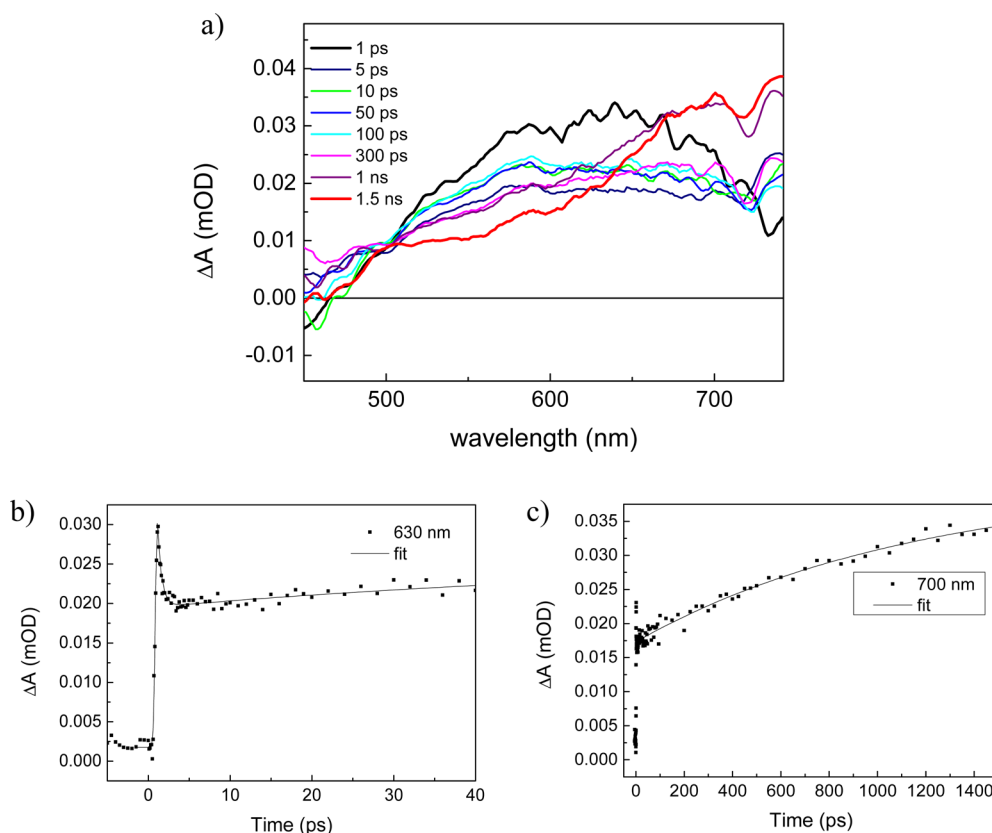 a)
1 ps
5 ps
10 ps
50 ps
100 ps
300 ps
1 ns
1.5 ns
0.04
0.03
0.02
0.01
0.00
-0.01
ΔA (mOD)
500
600
700
wavelength (nm)
b)
0.030
0.025
0.020
0.015
0.010
0.005
0.000
ΔA (mOD)
630 nm
fit
0
10
20
30
40
Time (ps)
c)
0.035
0.030
0.025
0.020
0.015
0.010
0.005
0.000
ΔA (mOD)
700 nm
fit
0
200
400
600
800
1000
1200
1400
Time (ps)